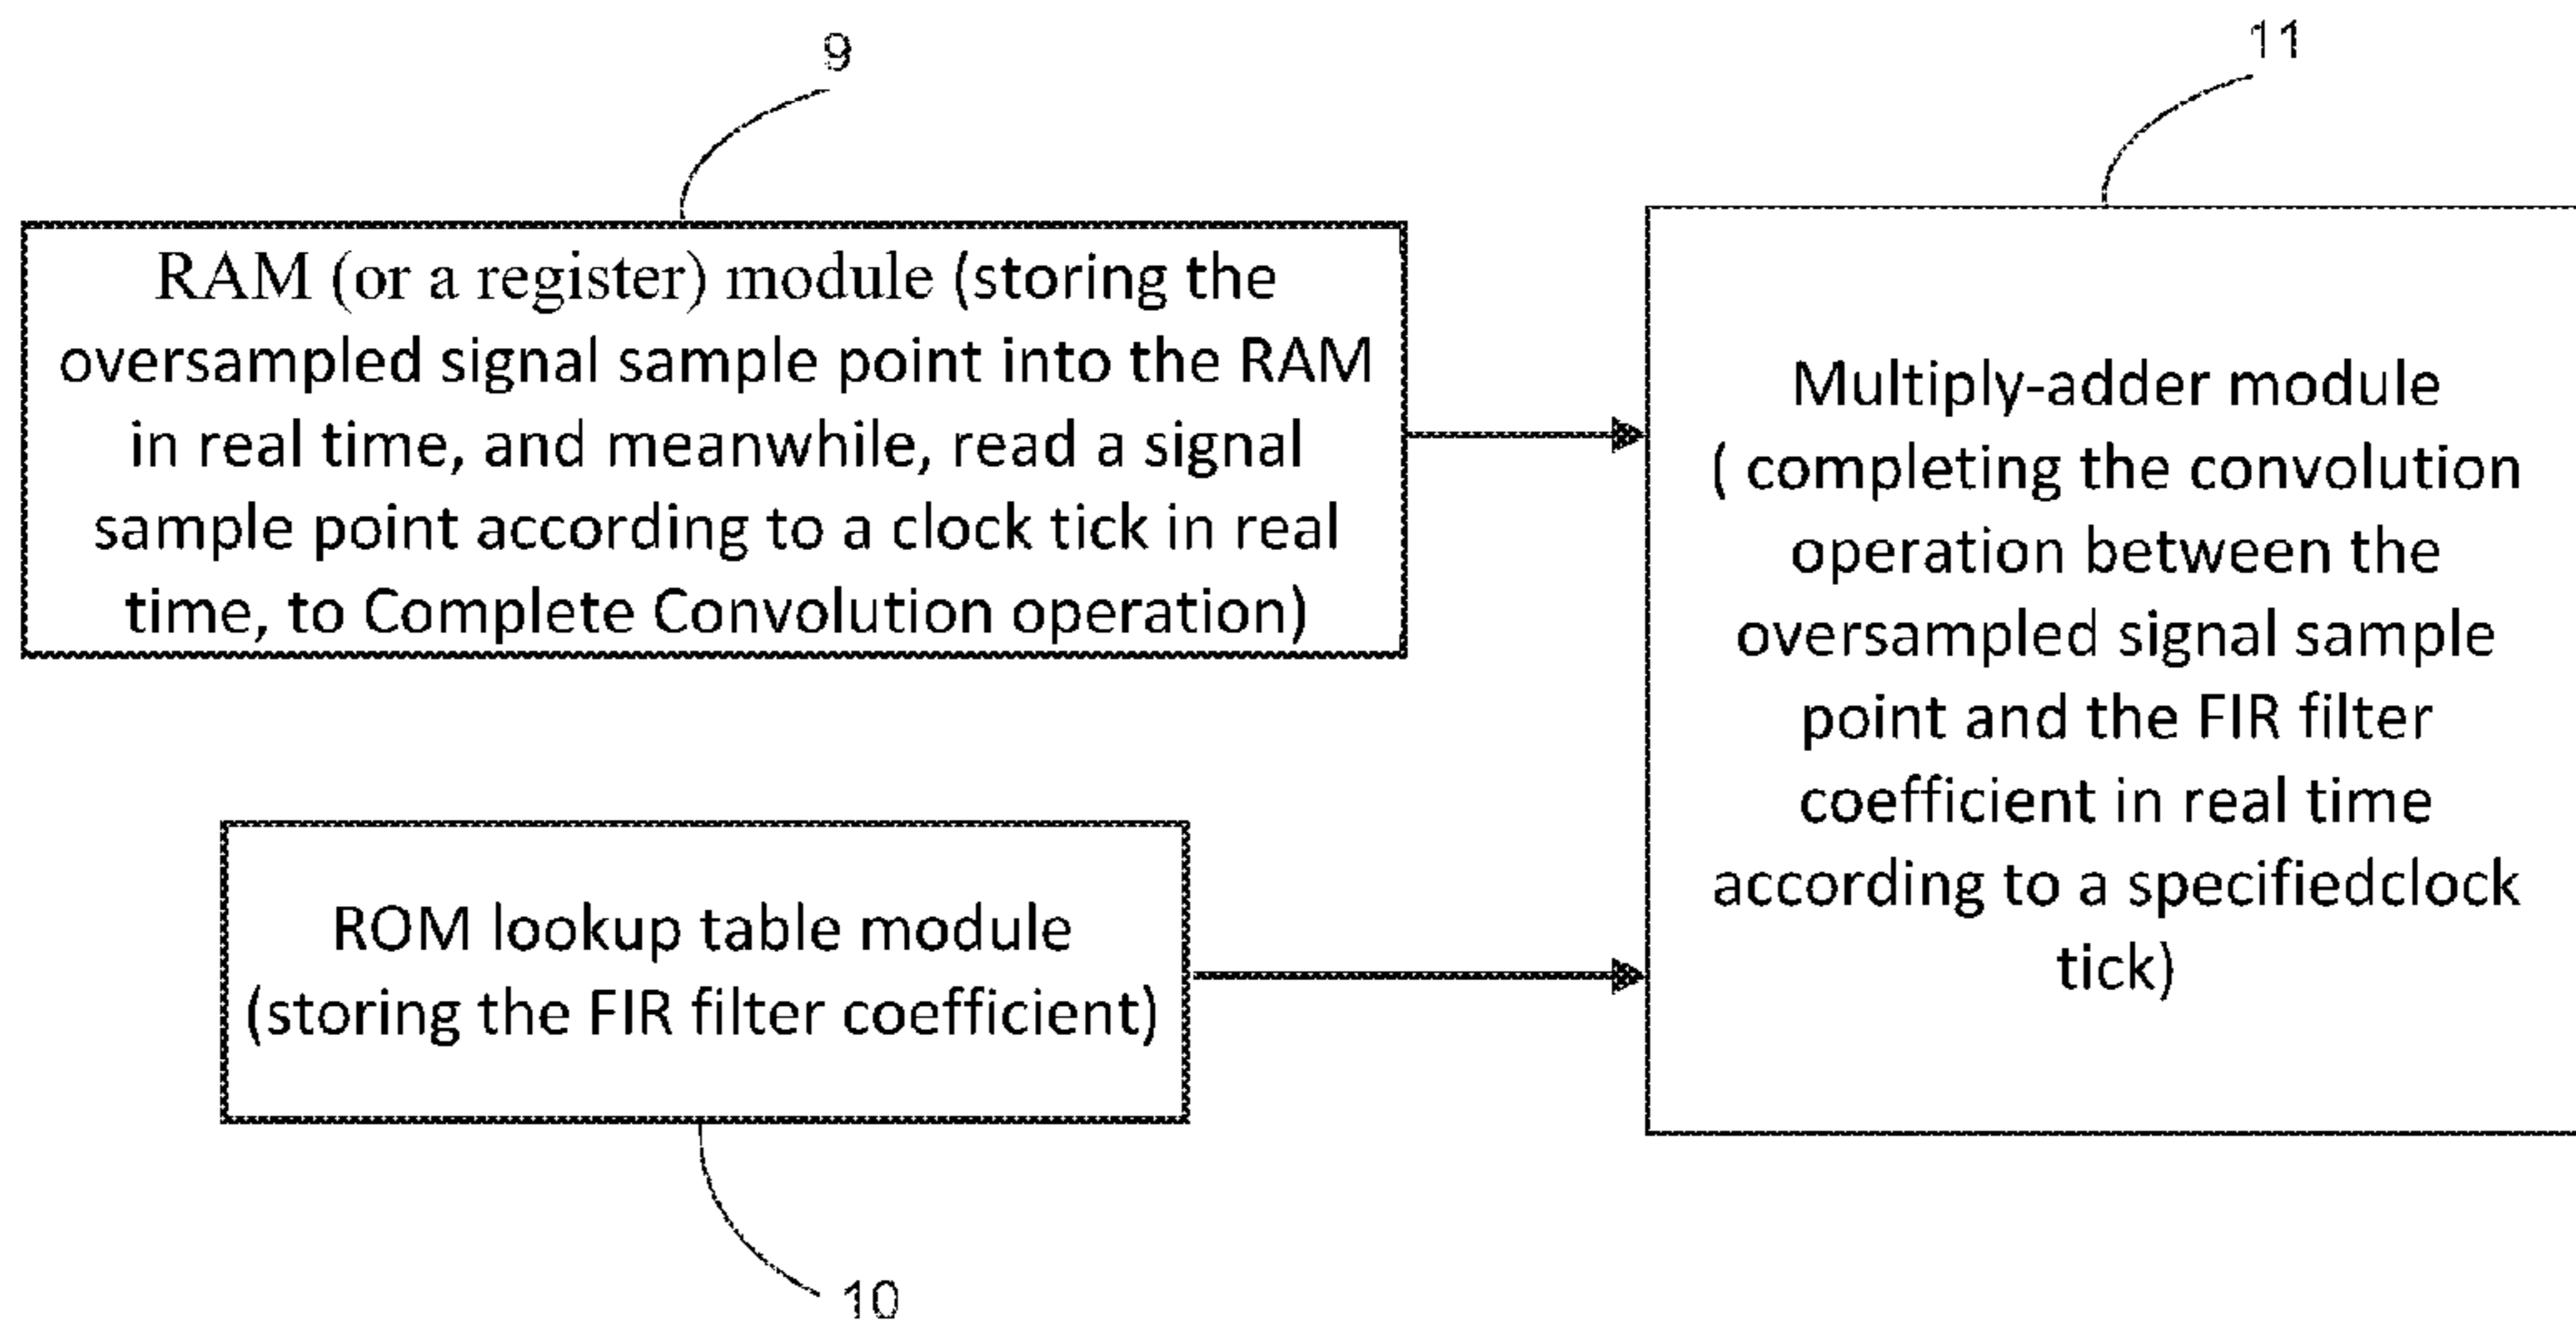 9
11
RAM (or a register) module (storing the
oversampled signal sample point into the RAM
in real time, and meanwhile, read a signal
sample point according to a clock tick in real
time, to Complete Convolution operation)
Multiply-adder module
( completing the convolution
operation between the
oversampled signal sample
point and the FIR filter
coefficient in real time
according to a specifiedclock
tick)
ROM lookup table module
(storing the FIR filter coefficient)
10